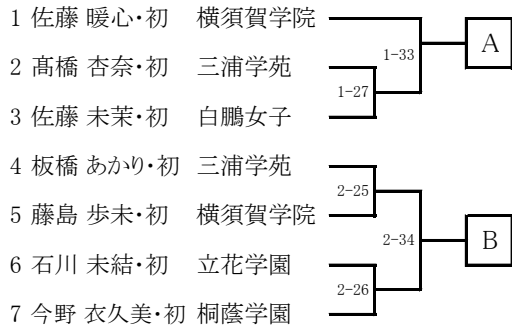 1 佐藤 暖心・初 横須賀学院
1-33
A
2 髙橋 杏奈・初 三浦学苑
1-27
3 佐藤 未茉・初 白鵬女子
4 板橋 あかり・初 三浦学苑
2-25
5 藤島 歩未・初 横須賀学院
2-34
B
6 石川 未結・初 立花学園
2-26
7 今野 衣久美・初 桐蔭学園